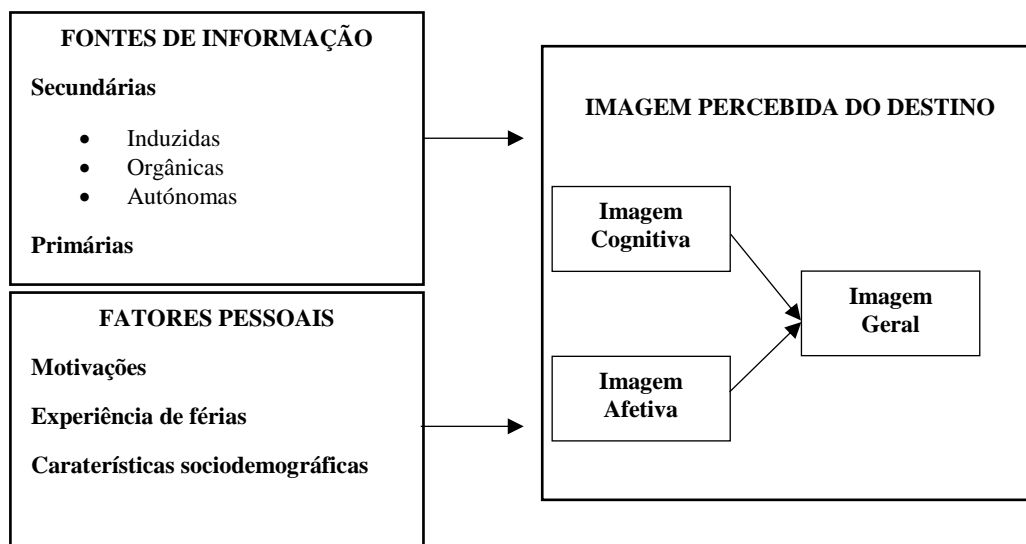 FONTES DE INFORMAÇÃO
Secundárias
• Induzidas
• Orgânicas
• Autónomas
Primárias
FATORES PESSOAIS
Motivações
Experiência de férias
Caraterísticas sociodemográficas
IMAGEM PERCEBIDA DO DESTINO
Imagem
Cognitiva
Imagem
Afetiva
Imagem
Geral